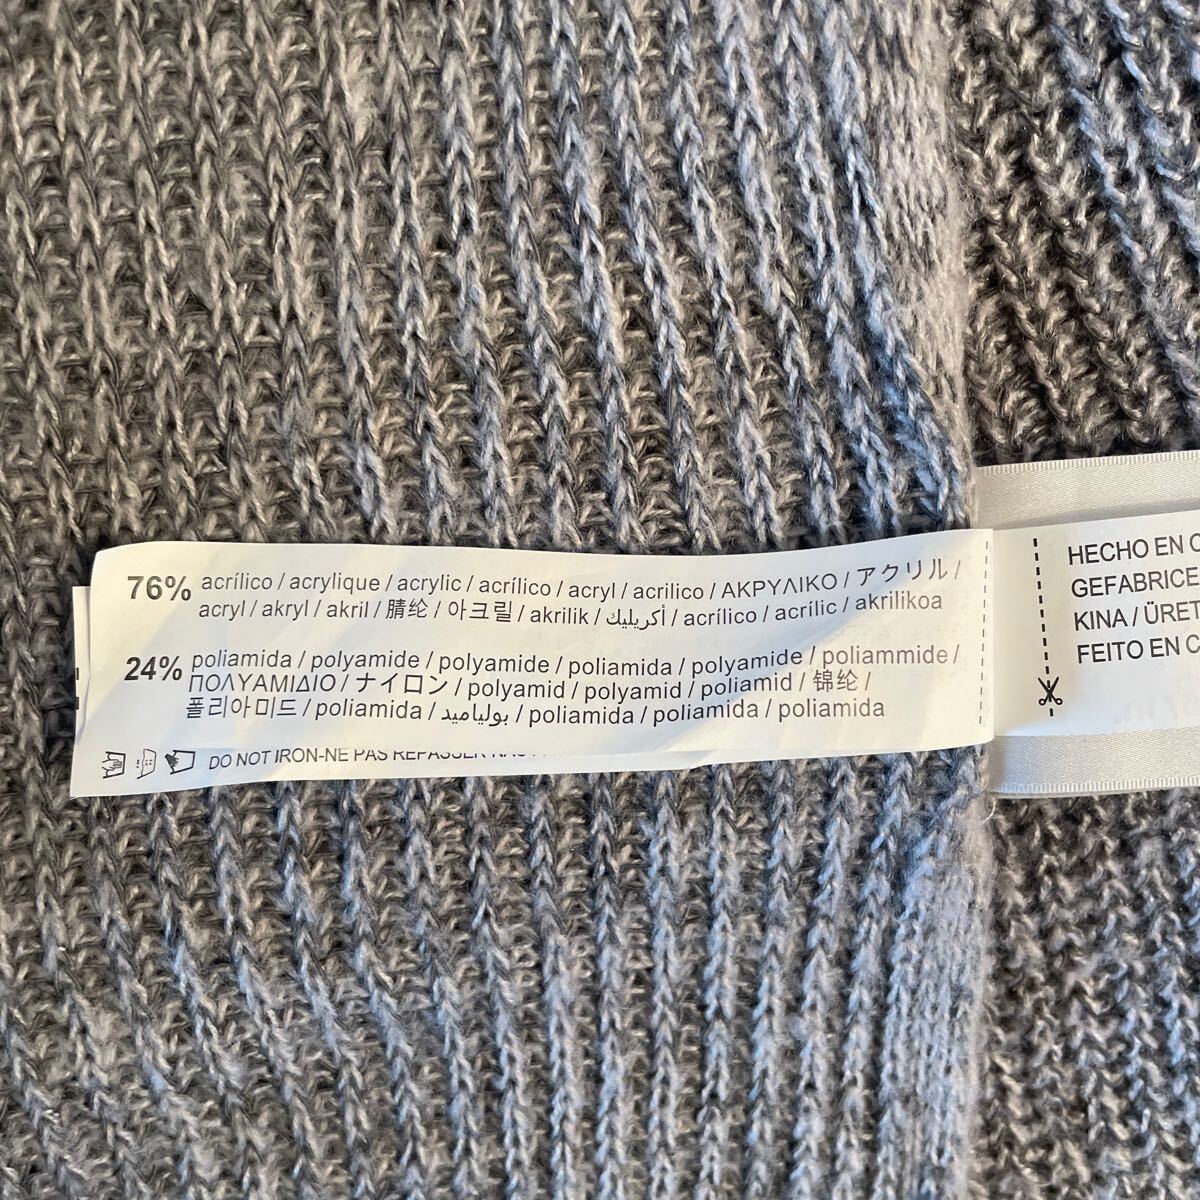 76% acrílico / acrylique / acrylic / acrílico / acryl / acrilico / ΑΚΡΥΛΙΚΟ / アクリル /
acryl / akryl / akril / 腈纶 / 아크릴 / akrilik / أكريليك / acrílico / acrílic / akrilikoa
24% poliamida / polyamide / polyamide / poliamida / polyamide / poliammide /
ΠΟΛΥΑΜΙΔΙΟ / ナイロン / polyamid / polyamid / poliamid / 锦纶 /
폴리아미드 / poliamida / بولياميد / poliamida / poliamida / poliamida
DO NOT IRON-NE PAS REPASSER
HECHO EN
GEFABRICE
KINA / ÜRET
FEITO EN